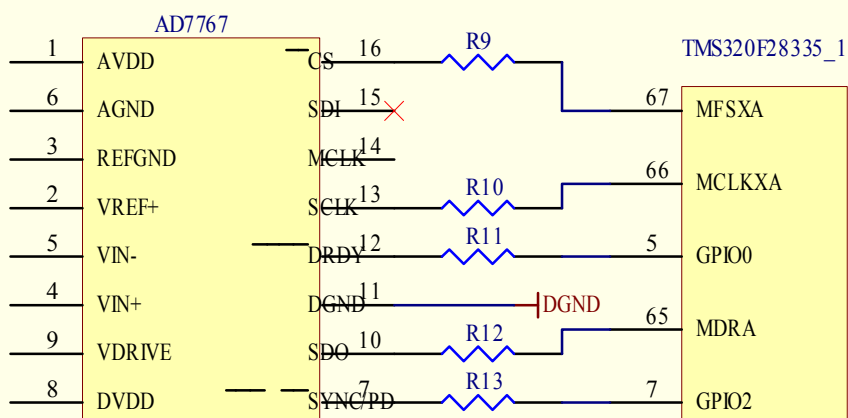 AD7767
TMS320F28335_1
1 AVDD CS 16 R9
6 AGND SDI 15 67 MFSXA
3 REFGND MCLK 14
66 MCLKXA
2 VREF+ SCLK 13 R10
5 VIN- DRDY 12 R11 5 GPIO0
4 VIN+ DGND 11 DGND
65 MDRA
9 VDRIVE SDO 10 R12
8 DVDD SYNC/PD 7 R13 7 GPIO2